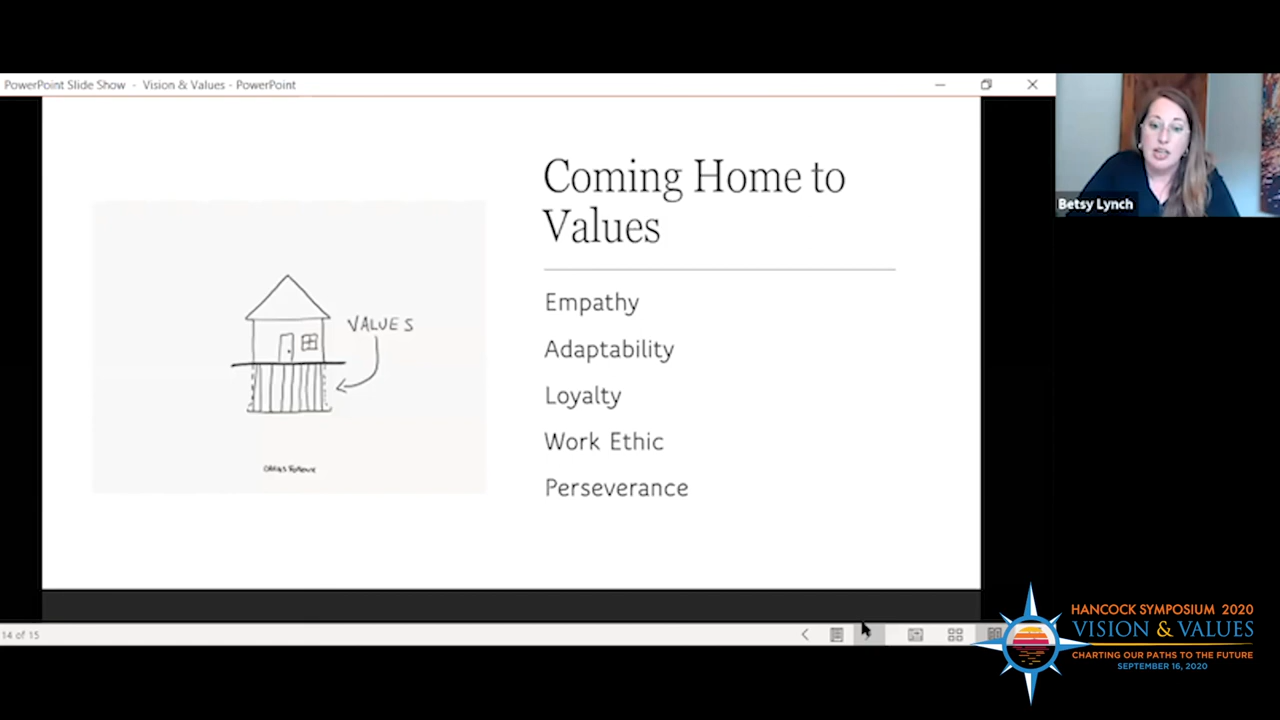 PowerPoint Slide Show - Vision & Values - PowerPoint
Coming Home to
Values
VALUES
Empathy
Adaptability
Loyalty
Work Ethic
Perseverance
Betsy Lynch
14 of 15
HANCOCK SYMPOSIUM 2020
VISION & VALUES
CHARTING OUR PATHS TO THE FUTURE
SEPTEMBER 16, 2020